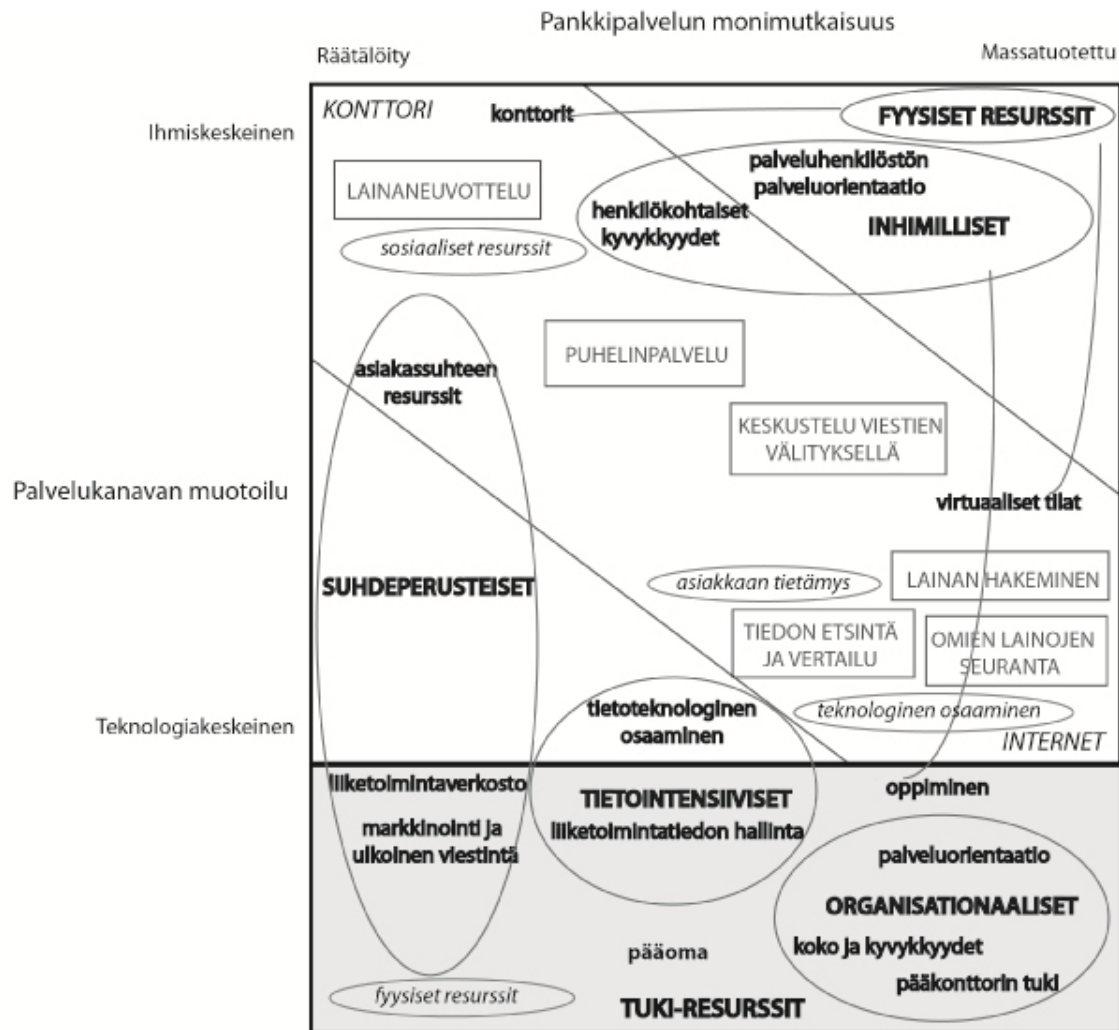 Pankkipalvelun monimutkaisuus
Räätälöity
Massatuotettu
KONTTORI
konttorit
FYYSISET RESURSSIT
Ihmiskeskeinen
palveluhenkilöstön
palveluorientaatio
LAINANEUVOTTELU
henkilökohtaiset
kyvykkyydet
INHIMILLISET
sosiaaliset resurssit
PUHELINPALVELU
asiakassuhteen
resurssit
KESKUSTELU VIESTIEN
VÄLITYKSELLÄ
Palvelukanavan muotoilu
virtuaaliset tilat
SUHDEPERUSTEISET
asiakkaan tietämys
LAINAN HAKEMINEN
TIEDON ETSINTÄ
JA VERTAILU
OMIEN LAINOJEN
SEURANTA
Teknologiakeskeinen
tietoteknologinen
osaaminen
teknologinen osaaminen
INTERNET
liiketoimintaverkosto
TIETOINTENSIIVISET
oppiminen
markkinointi ja
ulkoinen viestintä
liiketoimintatiedon hallinta
palveluorientaatio
ORGANISATIONAALISET
koko ja kyvykkyydet
pääoma
pääkonttorin tuki
fyysiset resurssit
TUKI-RESURSSIT